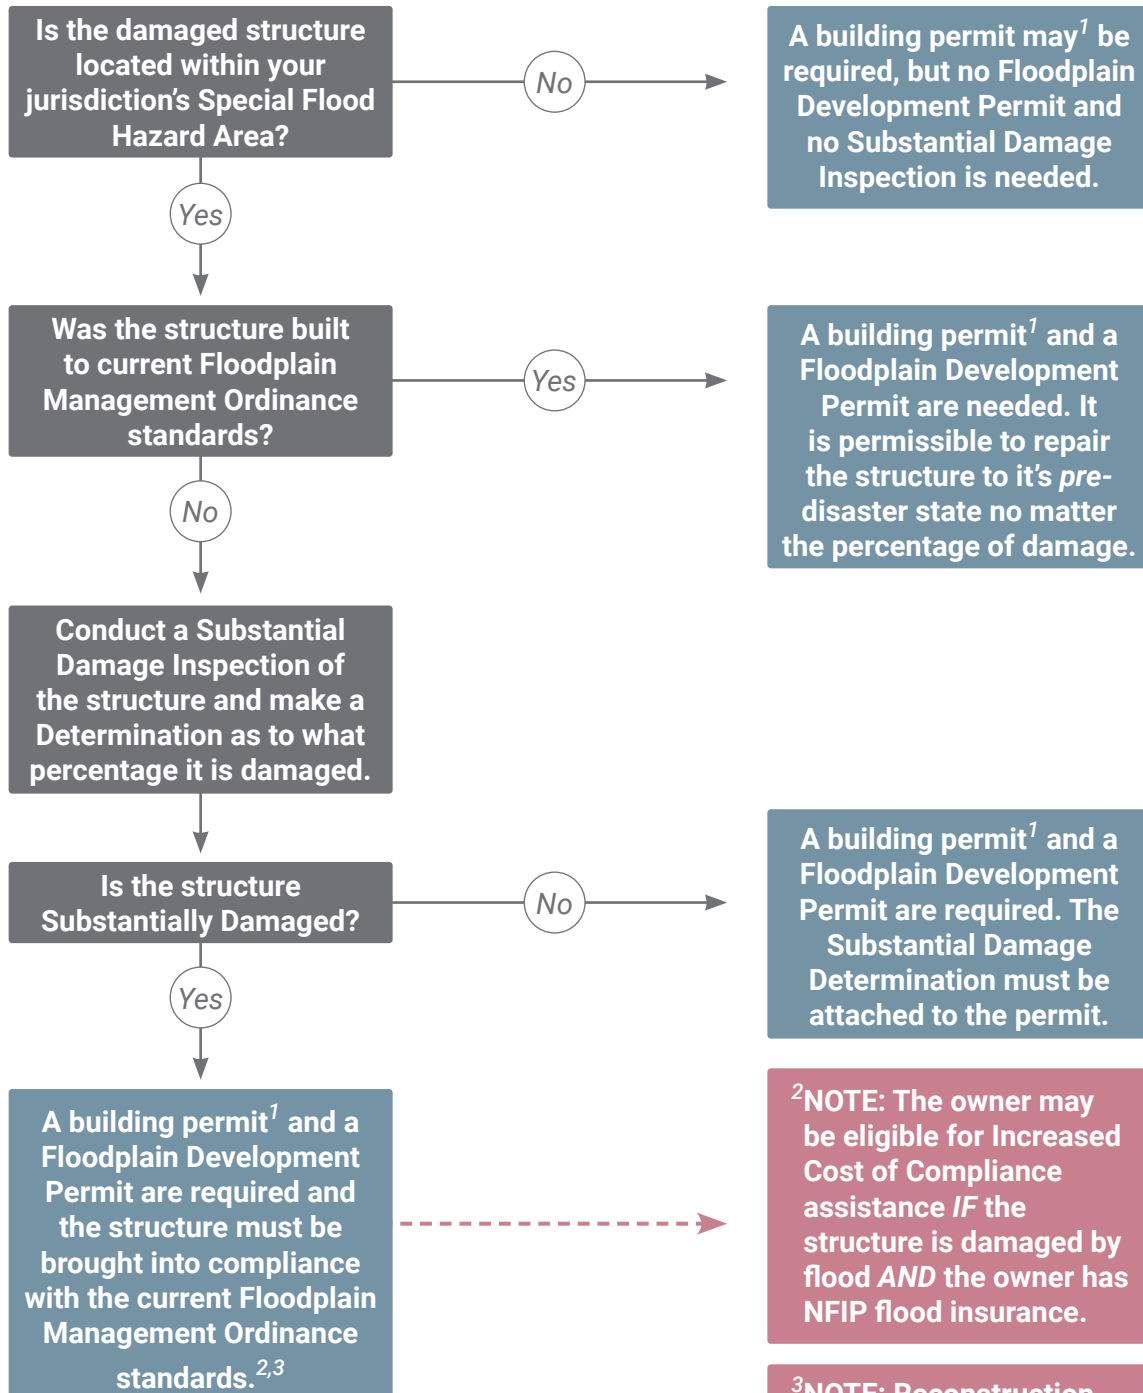 Is the damaged structure
located within your
jurisdiction's Special Flood
Hazard Area?
No
A building permit may¹ be
required, but no Floodplain
Development Permit and
no Substantial Damage
Inspection is needed.
Yes
Was the structure built
to current Floodplain
Management Ordinance
standards?
Yes
A building permit¹ and a
Floodplain Development
Permit are needed. It
is permissible to repair
the structure to it's pre-
disaster state no matter
the percentage of damage.
No
Conduct a Substantial
Damage Inspection of
the structure and make a
Determination as to what
percentage it is damaged.
Is the structure
Substantially Damaged?
No
A building permit¹ and a
Floodplain Development
Permit are required. The
Substantial Damage
Determination must be
attached to the permit.
Yes
A building permit¹ and a
Floodplain Development
Permit are required and
the structure must be
brought into compliance
with the current Floodplain
Management Ordinance
standards.²,³
²NOTE: The owner may
be eligible for Increased
Cost of Compliance
assistance IF the
structure is damaged by
flood AND the owner has
NFIP flood insurance.
³NOTE: Reconstruction